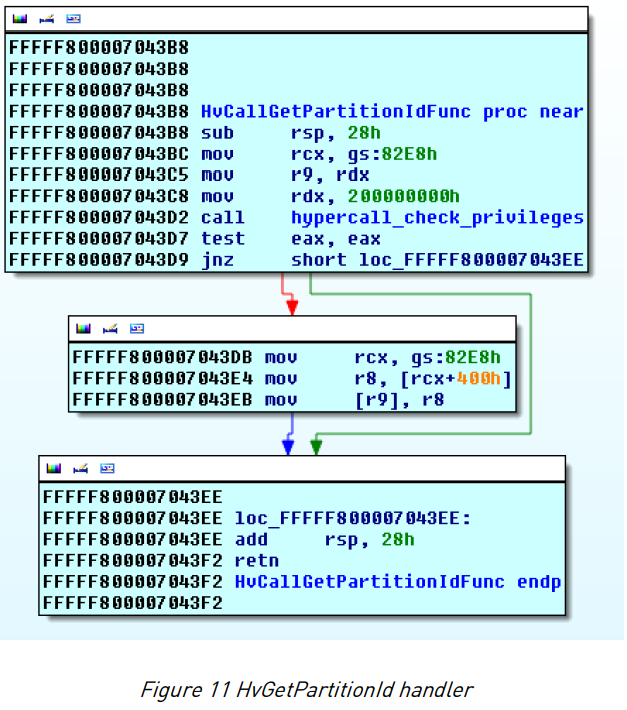 FFFFF800007043B8
FFFFF800007043B8
FFFFF800007043B8
FFFFF800007043B8 HvCallGetPartitionIdFunc proc near
FFFFF800007043B8 sub rsp, 28h
FFFFF800007043BC mov rcx, gs:82E8h
FFFFF800007043C5 mov r9, rdx
FFFFF800007043C8 mov rdx, 200000000h
FFFFF800007043D2 call hypercall_check_privileges
FFFFF800007043D7 test eax, eax
FFFFF800007043D9 jnz short loc_FFFFF800007043EE
FFFFF800007043DB mov rcx, gs:82E8h
FFFFF800007043E4 mov r8, [rcx+400h]
FFFFF800007043EB mov [r9], r8
FFFFF800007043EE
FFFFF800007043EE loc_FFFFF800007043EE:
FFFFF800007043EE add rsp, 28h
FFFFF800007043F2 retn
FFFFF800007043F2 HvCallGetPartitionIdFunc endp
FFFFF800007043F2
Figure 11 HvGetPartitionId handler